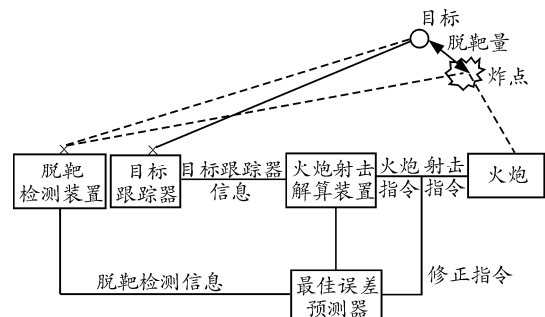 目标
脱靶量
炸点
脱靶
检测装置
目标
跟踪器
目标跟踪器
信息
火炮射击
解算装置
火炮射击
指令 指令
火炮
脱靶检测信息
最佳误差
预测器
修正指令